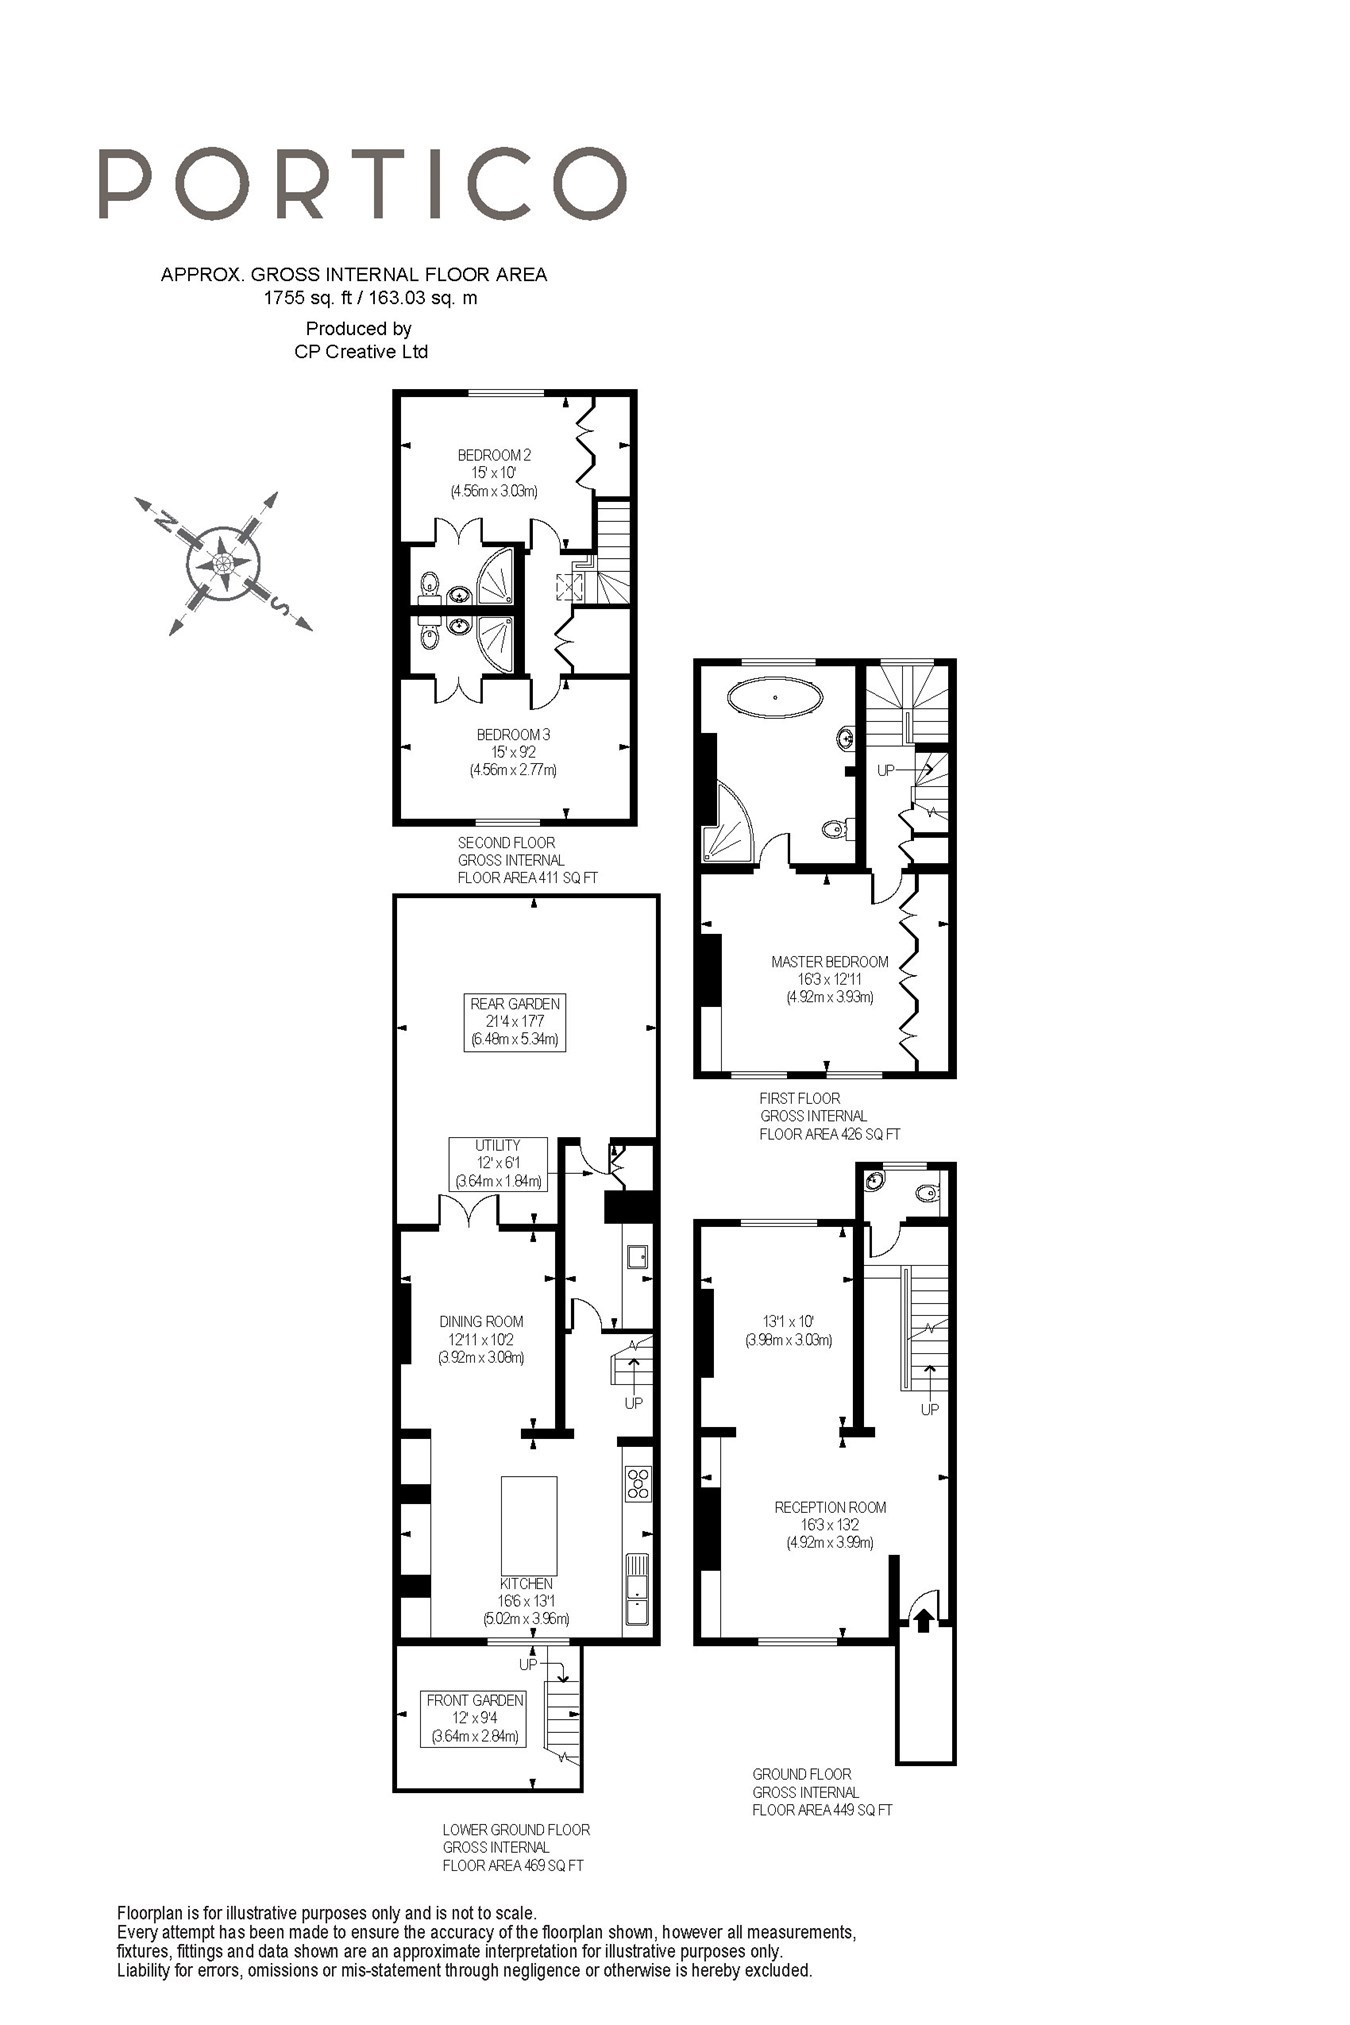 PORTICO
APPROX. GROSS INTERNAL FLOOR AREA
1755 sq. ft / 163.03 sq. m
Produced by
CP Creative Ltd
N
S
BEDROOM 2
15' x 10'
(4.56m x 3.03m)
BEDROOM 3
15' x 9'2
(4.56m x 2.77m)
SECOND FLOOR
GROSS INTERNAL
FLOOR AREA 411 SQ FT
UP
MASTER BEDROOM
16'3 x 12'11
(4.92m x 3.93m)
FIRST FLOOR
GROSS INTERNAL
FLOOR AREA 426 SQ FT
REAR GARDEN
21'4 x 17'7
(6.48m x 5.34m)
UTILITY
12' x 6'1
(3.64m x 1.84m)
DINING ROOM
12'11 x 10'2
(3.92m x 3.08m)
UP
KITCHEN
16'6 x 13'1
(5.02m x 3.96m)
UP
FRONT GARDEN
12' x 9'4
(3.64m x 2.84m)
LOWER GROUND FLOOR
GROSS INTERNAL
FLOOR AREA 469 SQ FT
13'1 x 10'
(3.98m x 3.03m)
UP
RECEPTION ROOM
16'3 x 13'2
(4.92m x 3.99m)
GROUND FLOOR
GROSS INTERNAL
FLOOR AREA 449 SQ FT
Floorplan is for illustrative purposes only and is not to scale.
Every attempt has been made to ensure the accuracy of the floorplan shown, however all measurements,
fixtures, fittings and data shown are an approximate interpretation for illustrative purposes only.
Liability for errors, omissions or mis-statement through negligence or otherwise is hereby excluded.